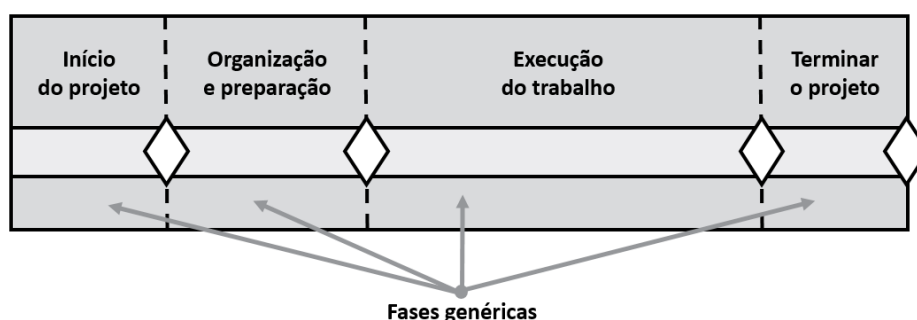 Início
do projeto
Organização
e preparação
Execução
do trabalho
Terminar
o projeto
Fases genéricas